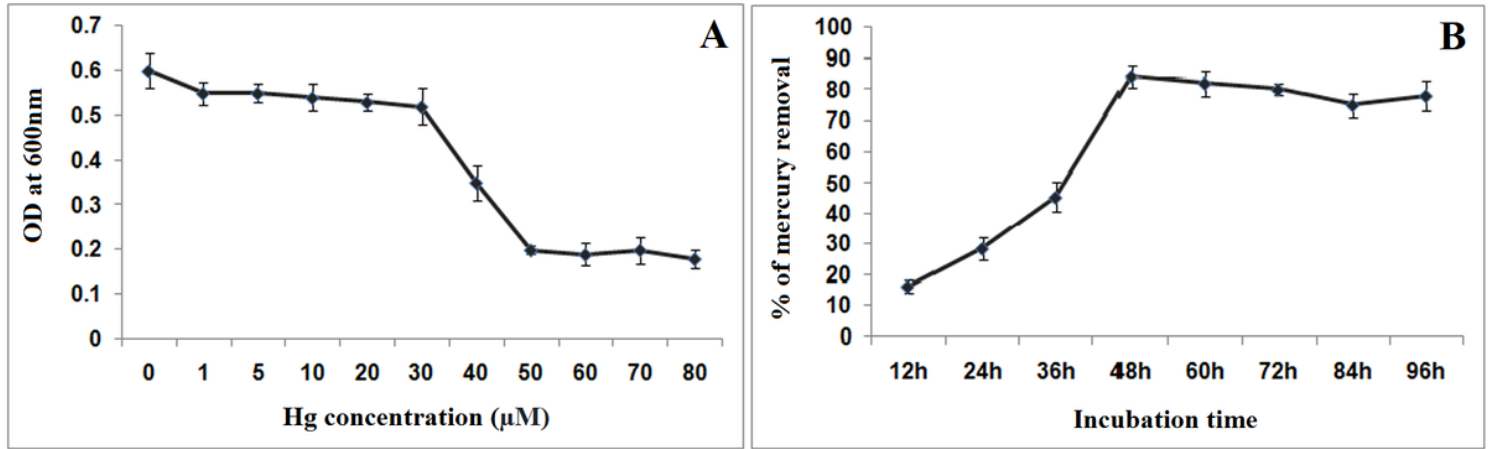 A
OD at 600nm
0.7
0.6
0.5
0.4
0.3
0.2
0.1
0
0 1 5 10 20 30 40 50 60 70 80
Hg concentration (µM)
B
% of mercury removal
100
90
80
70
60
50
40
30
20
10
0
12h 24h 36h 48h 60h 72h 84h 96h
Incubation time